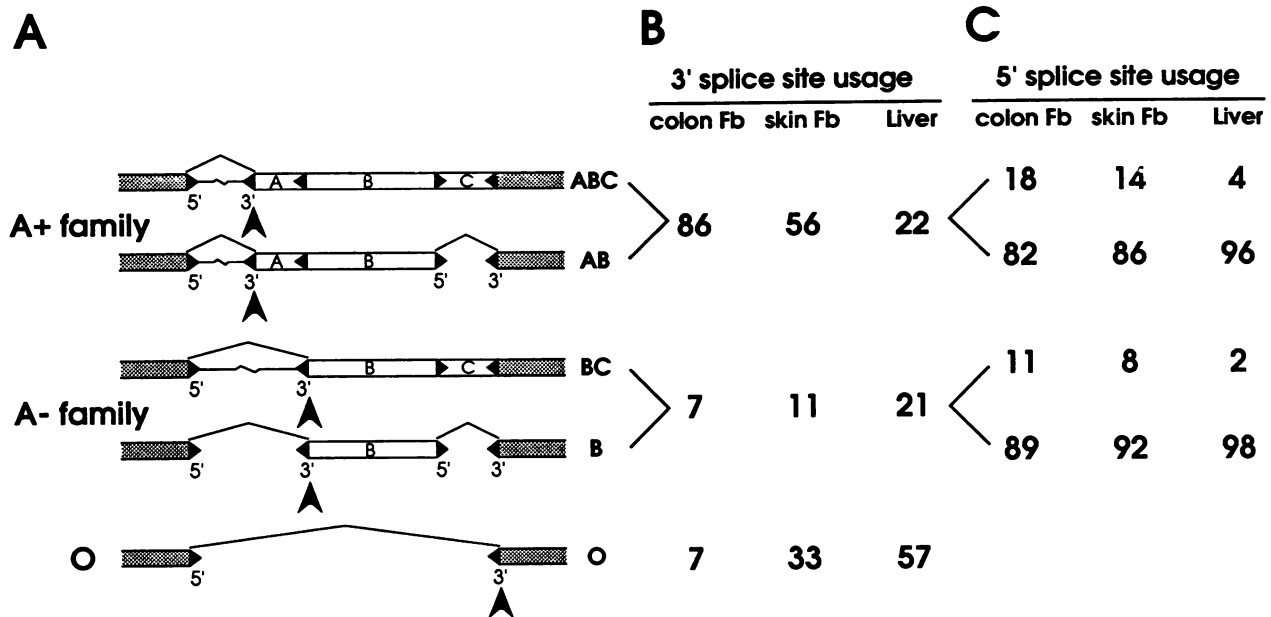 A
B
C
3' splice site usage
5' splice site usage
colon Fb skin Fb Liver
colon Fb skin Fb Liver
A B C ABC
5' 3'
18 14 4
A+ family
86 56 22
A B AB
5' 3' 5' 3'
82 86 96
B C BC
5' 3'
11 8 2
A- family
7 11 21
B B
5' 3' 5' 3'
89 92 98
O O 7 33 57
5' 3'